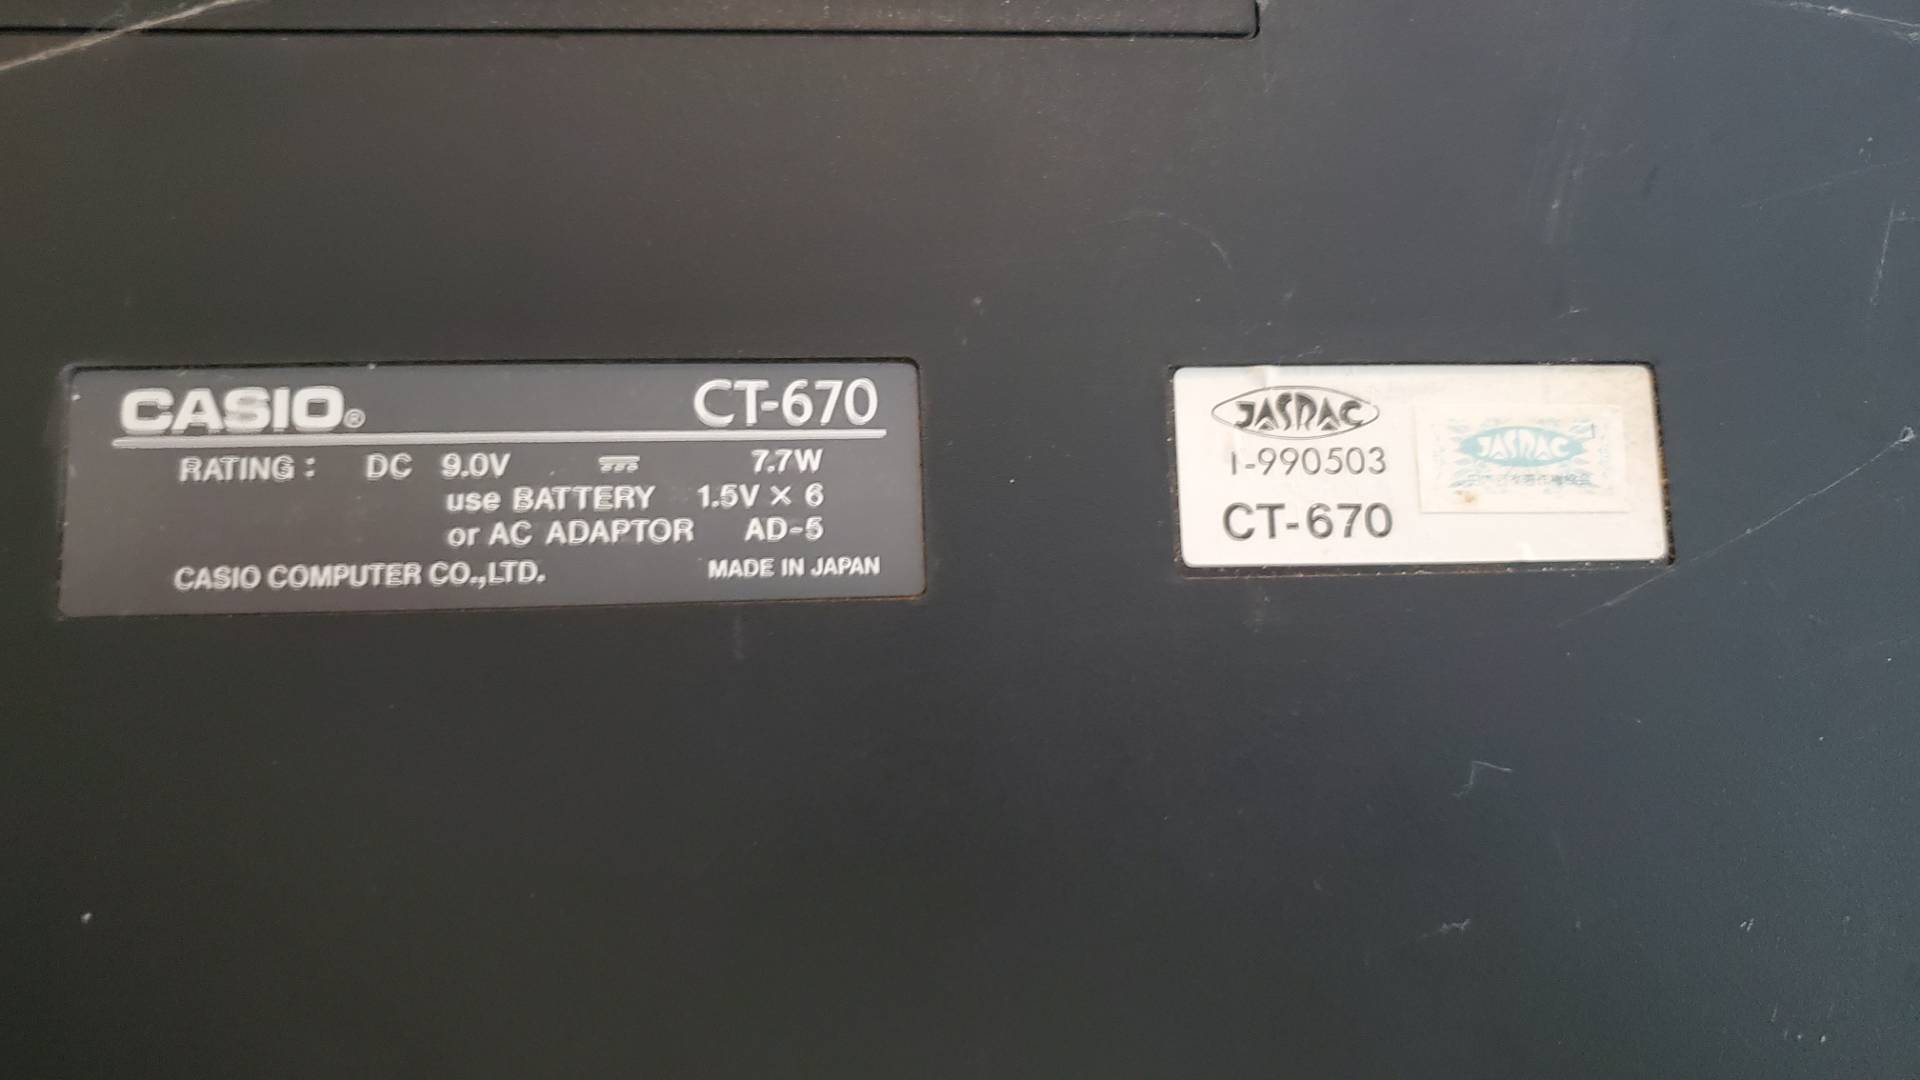 CASIO® CT-670
RATING : DC 9.0V 7.7W
use BATTERY 1.5V × 6
or AC ADAPTOR AD-5
CASIO COMPUTER CO.,LTD. MADE IN JAPAN
JASRAC
I-990503
CT-670
JASRAC